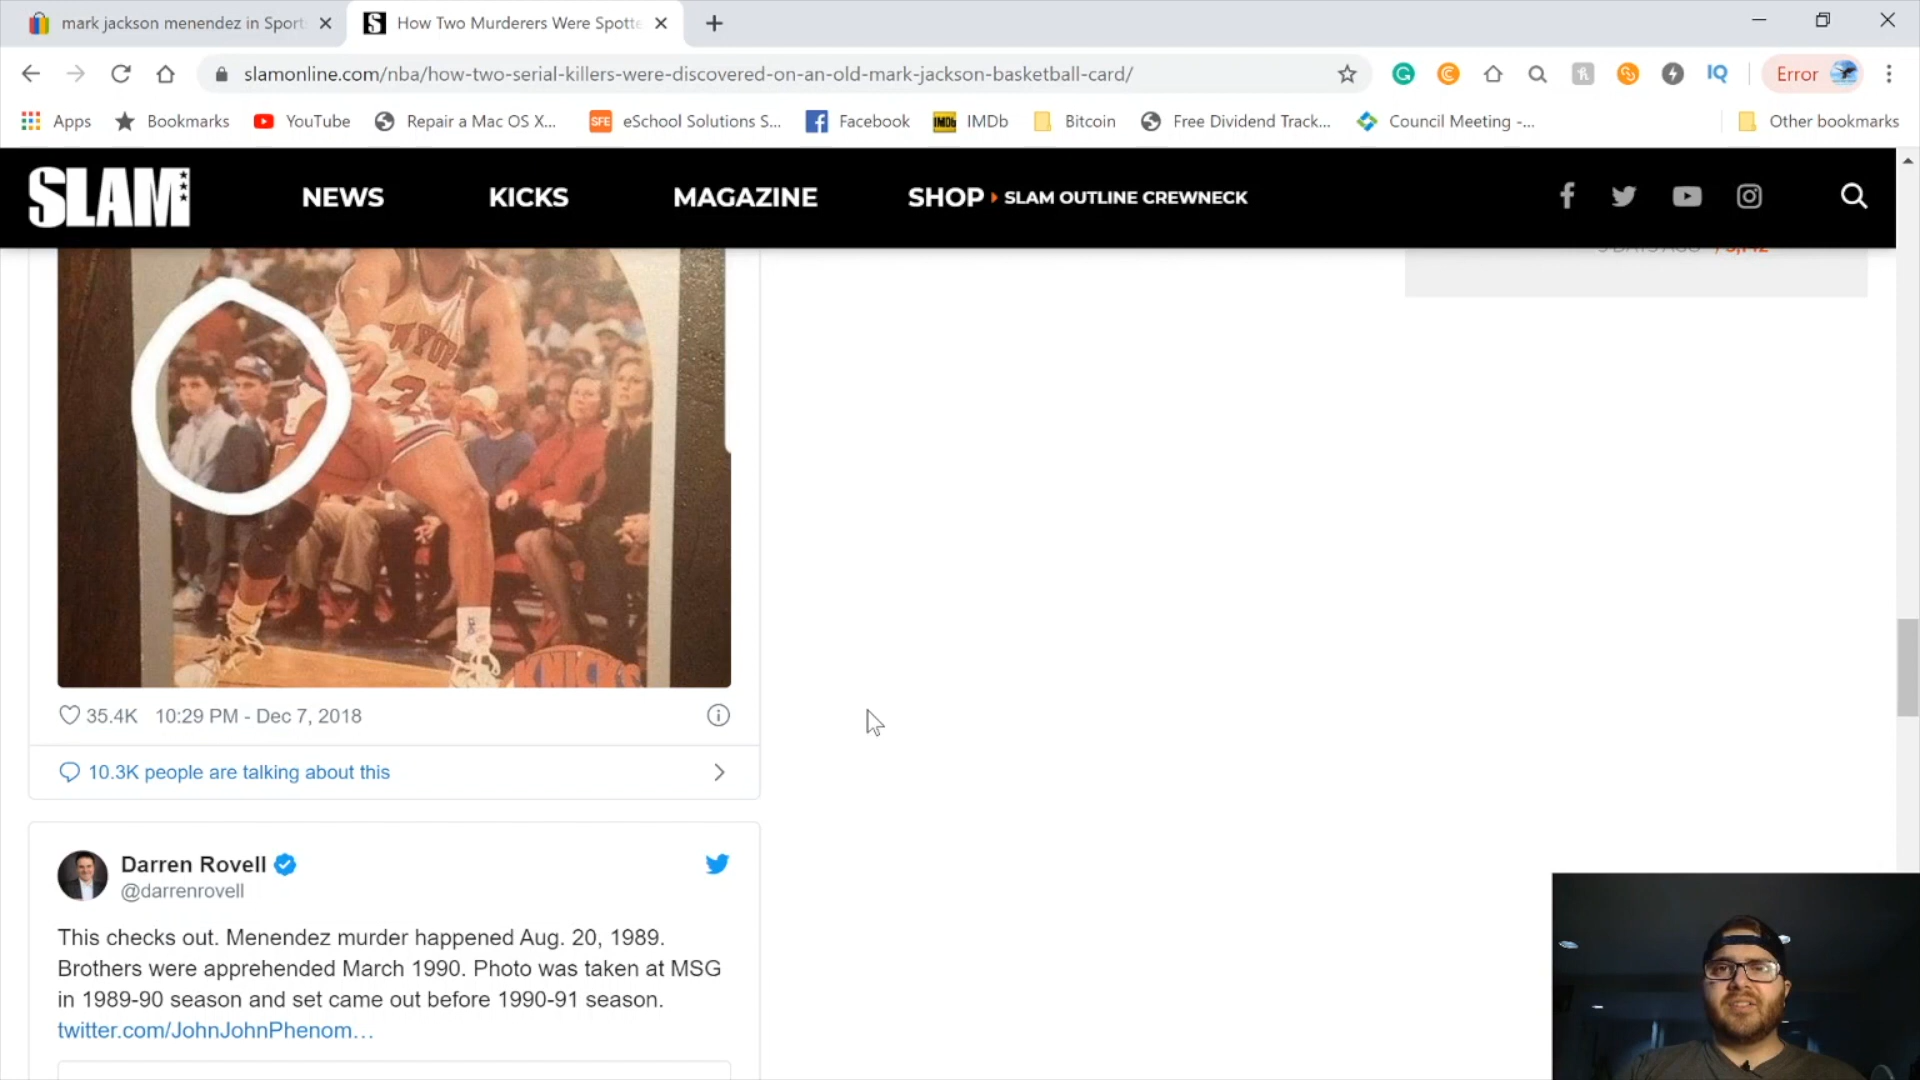 mark jackson menendez in Sport
How Two Murderers Were Spotte
slamonline.com/nba/how-two-serial-killers-were-discovered-on-an-old-mark-jackson-basketball-card/
IQ
Error
Apps
Bookmarks
YouTube
Repair a Mac OS X...
SFE
eSchool Solutions S...
Facebook
IMDb
IMDb
Bitcoin
Free Dividend Track...
Council Meeting -...
Other bookmarks
SLAM
NEWS
KICKS
MAGAZINE
SHOP
SLAM OUTLINE CREWNECK
KNICKS
35.4K 10:29 PM - Dec 7, 2018
10.3K people are talking about this
Darren Rovell
@darrenrovell
This checks out. Menendez murder happened Aug. 20, 1989.
Brothers were apprehended March 1990. Photo was taken at MSG
in 1989-90 season and set came out before 1990-91 season.
twitter.com/JohnJohnPhenom…